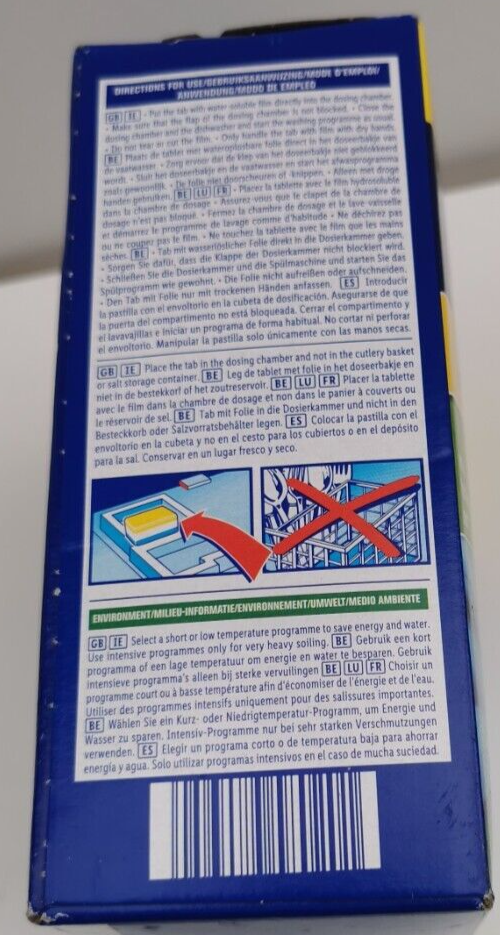 DIRECTIONS FOR USE/GEBRUIKSAANWIJZING/MODE D'EMPLOI/
ANWENDUNG/MODO DE EMPLEO
GB IE • Put the tab with water-soluble film directly into the dosing chamber
• Make sure that the flap of the dosing chamber is not blocked. • Close the
dosing chamber and the dishwasher and start the washing programme as usual.
• Do not tear or cut the film. • Only handle the tab with film with dry hands.
BE Plaats de tablet met wateroplosbare folie direct in het doseerbakje van
de vaatwasser. • Zorg ervoor dat de klep van het doseerbakje niet geblokkeerd
wordt. • Sluit het doseerbakje en de vaatwasser en start het afwasprogramma
zoals gewoonlijk. • De folie niet doorscheuren of -knippen. • Alleen met droge
handen gebruiken. BE LU FR • Placez la tablette avec le film hydrosoluble
dans la chambre de dosage • Assurez-vous que le clapet de la chambre de
dosage n'est pas bloqué. • Fermez la chambre de dosage et le lave-vaisselle
et démarrez le programme de lavage comme d'habitude • Ne déchirez pas
ou ne coupez pas le film. • Ne toucher la tablette avec film que les mains
sèches. BE • Tab mit wasserlöslicher Folie direkt in die Dosierkammer geben.
• Sorgen Sie dafür, dass die Klappe der Dosierkammer nicht blockiert wird.
• Schließen Sie die Dosierkammer und die Spülmaschine und starten Sie das
Spülprogramm wie gewohnt. • Die Folie nicht aufreißen oder aufschneiden.
• Den Tab mit Folie nur mit trockenen Händen anfassen. ES Introducir
la pastilla con el envoltorio en la cubeta de dosificación. Asegurarse de que
la puerta del compartimento no está bloqueada. Cerrar el compartimento y
el lavavajillas e iniciar un programa de forma habitual. No cortar ni perforar
el envoltorio. Manipular la pastilla solo únicamente con las manos secas.
GB IE Place the tab in the dosing chamber and not in the cutlery basket
or salt storage container. BE Leg de tablet met folie in het doseerbakje en
niet in de bestekkorf of het zoutreservoir. BE LU FR Placer la tablette
avec le film dans la chambre de dosage et non dans le panier à couverts ou
le réservoir de sel. BE Tab mit Folie in die Dosierkammer und nicht in den
Besteckkorb oder Salzvorratsbehälter legen. ES Colocar la pastilla con el
envoltorio en la cubeta y no en el cesto para los cubiertos o en el depósito
para la sal. Conservar en un lugar fresco y seco.
ENVIRONMENT/MILIEU-INFORMATIE/ENVIRONNEMENT/UMWELT/MEDIO AMBIENTE
GB IE Select a short or low temperature programme to save energy and water.
Use intensive programmes only for very heavy soiling. BE Gebruik een kort
programma of een lage temperatuur om energie en water te besparen. Gebruik
intensieve programma's alleen bij sterke vervuilingen BE LU FR Choisir un
programme court ou à basse température afin d'économiser de l'énergie et de l'eau.
Utiliser des programmes intensifs uniquement pour des salissures importantes.
BE Wählen Sie ein Kurz- oder Niedrigtemperatur-Programm, um Energie und
Wasser zu sparen. Intensiv-Programme nur bei sehr starken Verschmutzungen
verwenden. ES Elegir un programa corto o de temperatura baja para ahorrar
energía y agua. Solo utilizar programas intensivos en el caso de mucha suciedad.